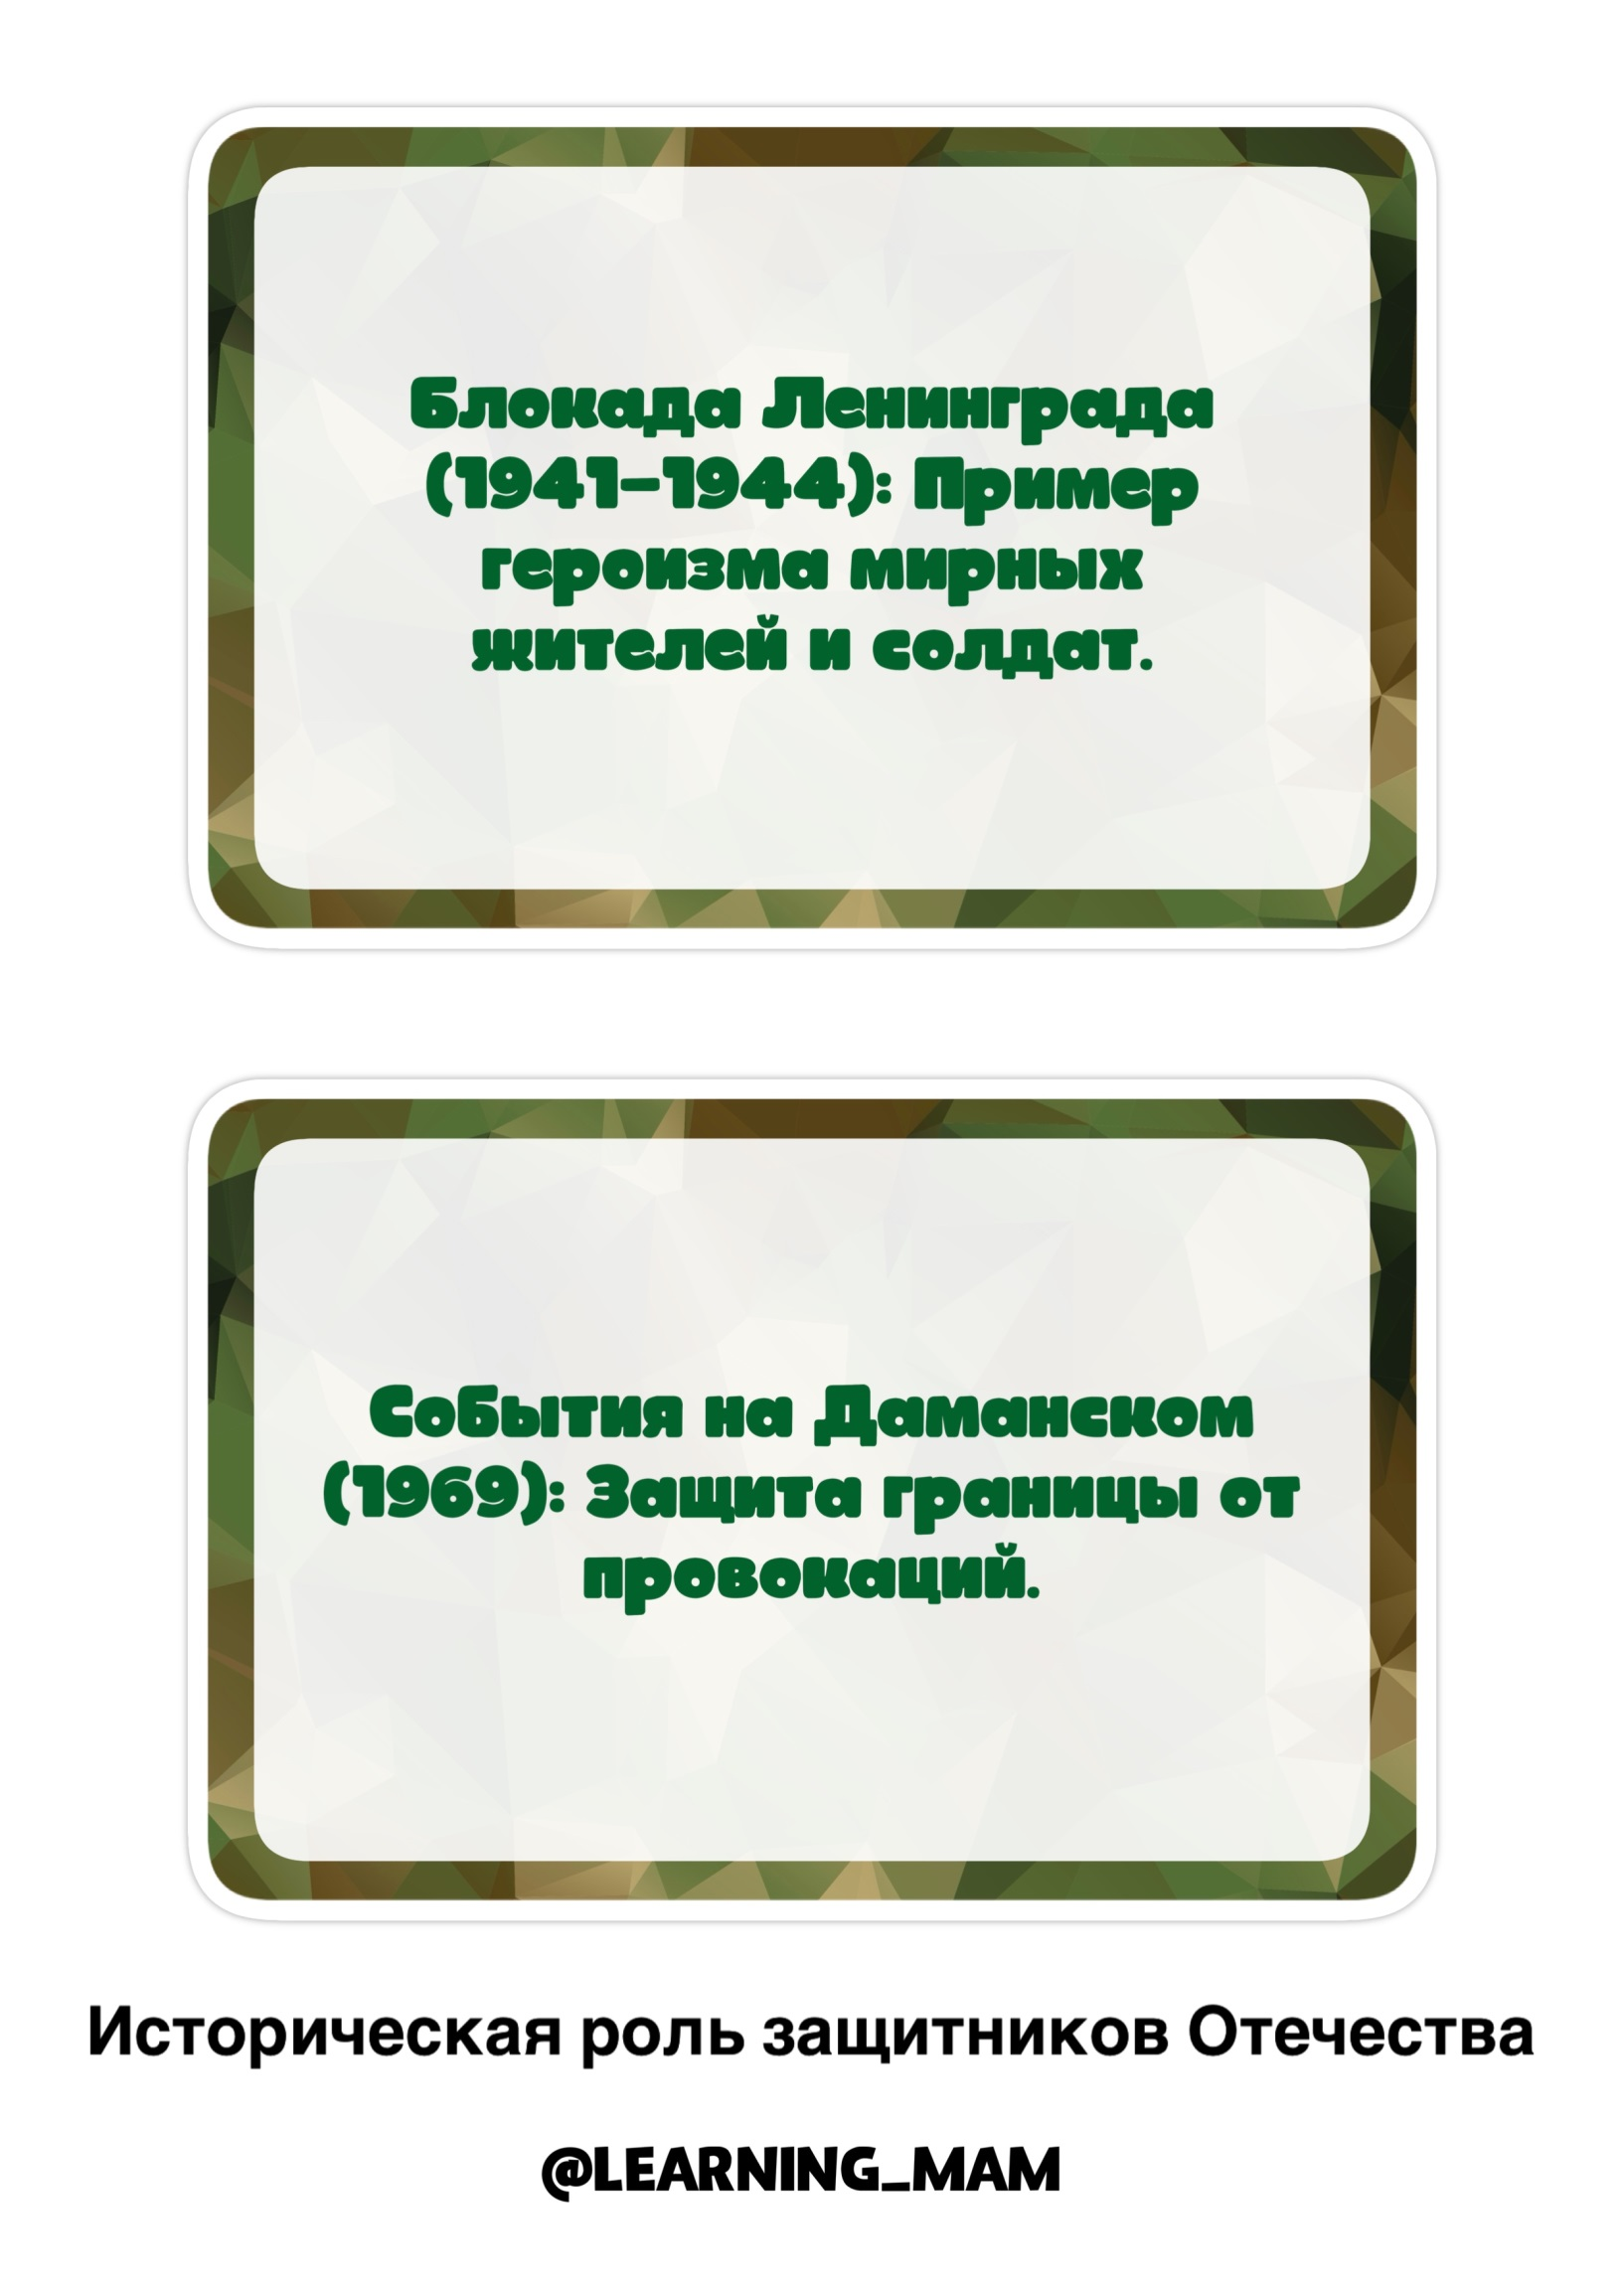 Блокада Ленинграда
(1941–1944): Пример
героизма мирных
жителей и солдат.
События на Даманском
(1969): Защита границы от
провокаций.
Историческая роль защитников Отечества
@LEARNING_MAM